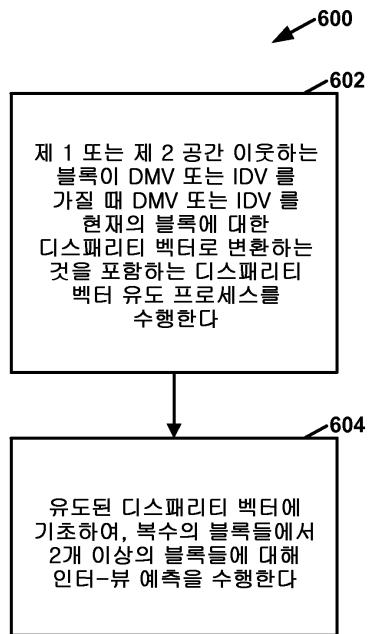 600
602
제 1 또는 제 2 공간 이웃하는
블록이 DMV 또는 IDV 를
가질 때 DMV 또는 IDV 를
현재의 블록에 대한
디스패리티 벡터로 변환하는
것을 포함하는 디스패리티
벡터 유도 프로세스를
수행한다
604
유도된 디스패리티 벡터에
기초하여, 복수의 블록들에서
2개 이상의 블록들에 대해
인터-뷰 예측을 수행한다